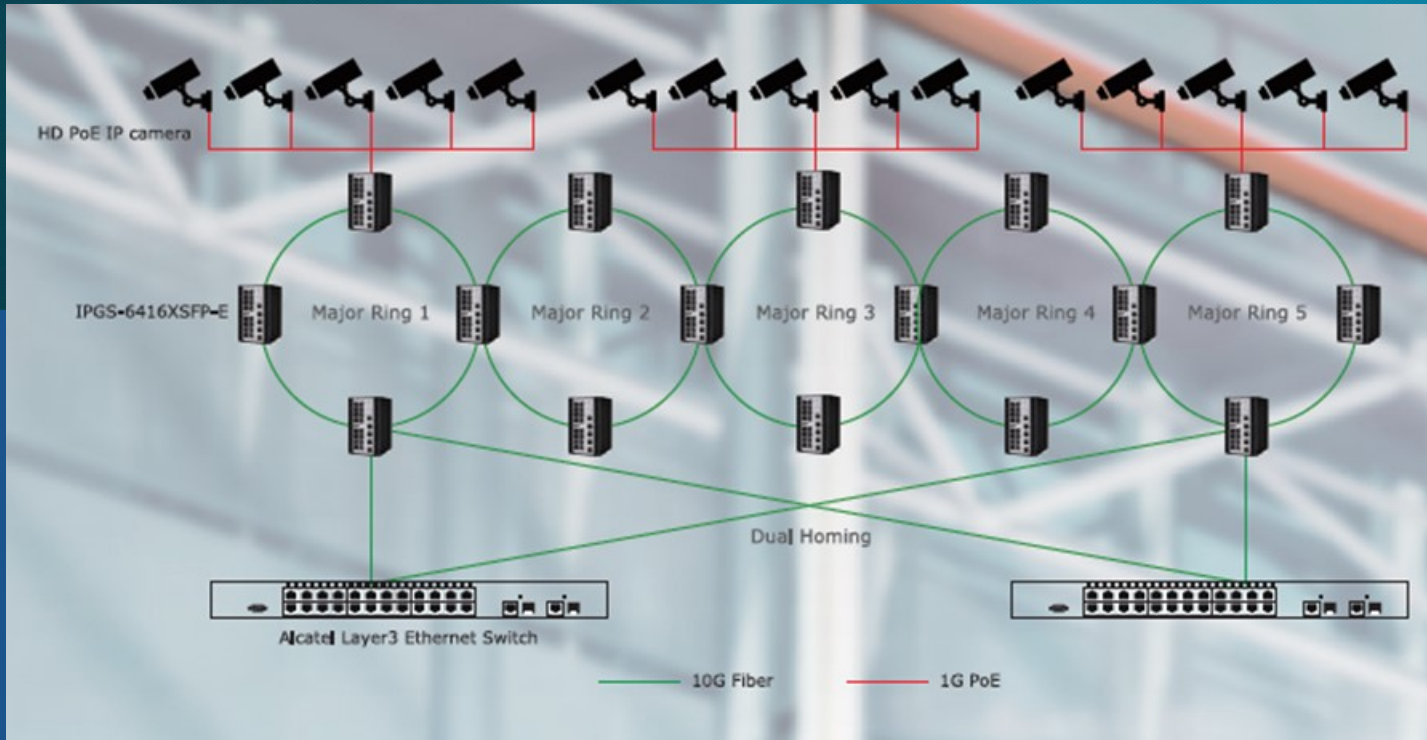 HD PoE IP camera
IPGS-6416XSFP-E
Major Ring 1
Major Ring 2
Major Ring 3
Major Ring 4
Major Ring 5
Dual Homing
Alcatel Layer3 Ethernet Switch
10G Fiber
1G PoE